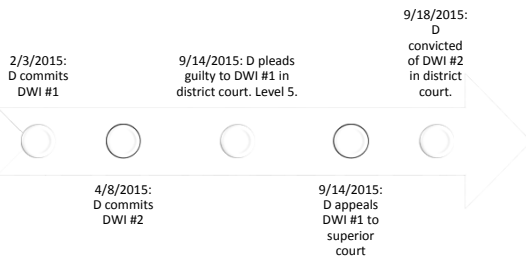 2/3/2015:
D commits
DWI #1
4/8/2015:
D commits
DWI #2
9/14/2015: D pleads
guilty to DWI #1 in
district court. Level 5.
9/14/2015:
D appeals
DWI #1 to
superior
court
9/18/2015:
D
convicted
of DWI #2
in district
court.